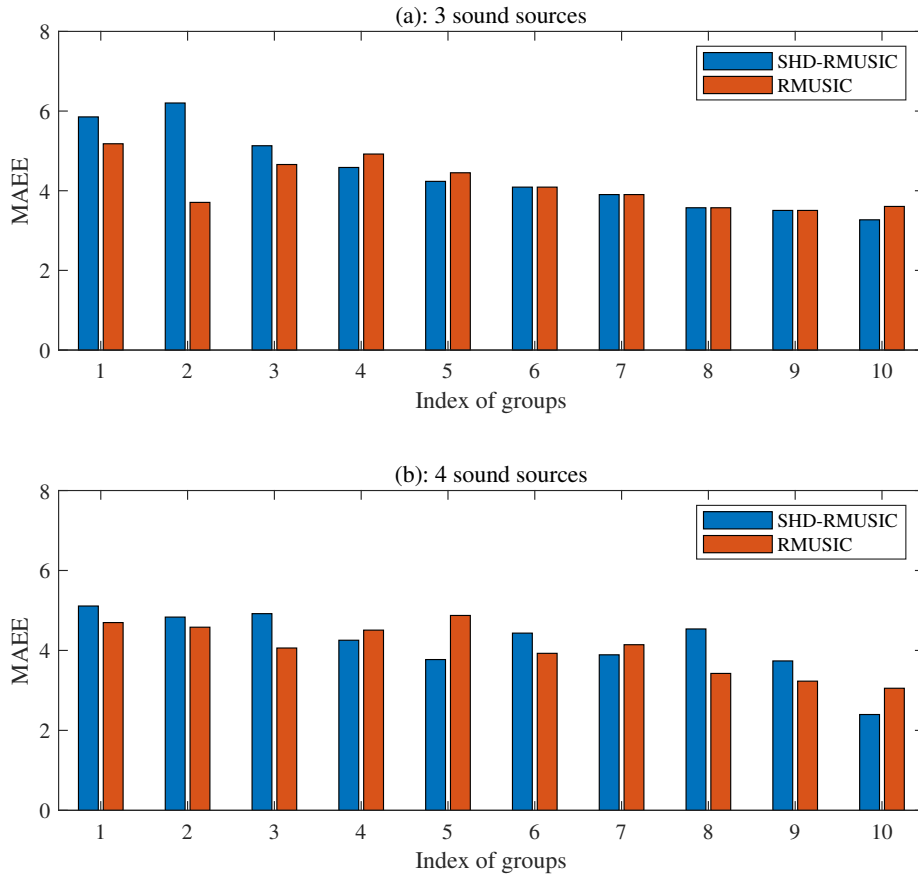 (a): 3 sound sources
8
6
4
2
0
MAEE
SHD-RMUSIC
RMUSIC
1 2 3 4 5 6 7 8 9 10
Index of groups
(b): 4 sound sources
8
6
4
2
0
MAEE
SHD-RMUSIC
RMUSIC
1 2 3 4 5 6 7 8 9 10
Index of groups